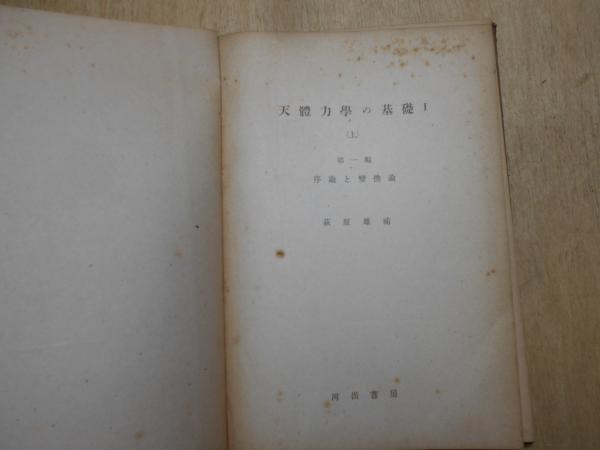 天體力學の基礎 I
(上)
第一編
序論と變換論
萩原雄祐
河出書房